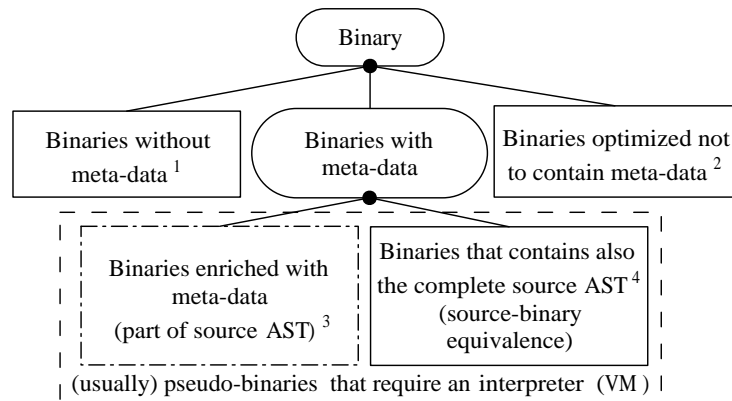 Binary
Binaries without
meta-data 1
Binaries with
meta-data
Binaries optimized not
to contain meta-data 2
Binaries enriched with
meta-data
(part of source AST) 3
Binaries that contains also
the complete source AST 4
(source-binary
equivalence)
(usually) pseudo-binaries that require an interpreter (VM)